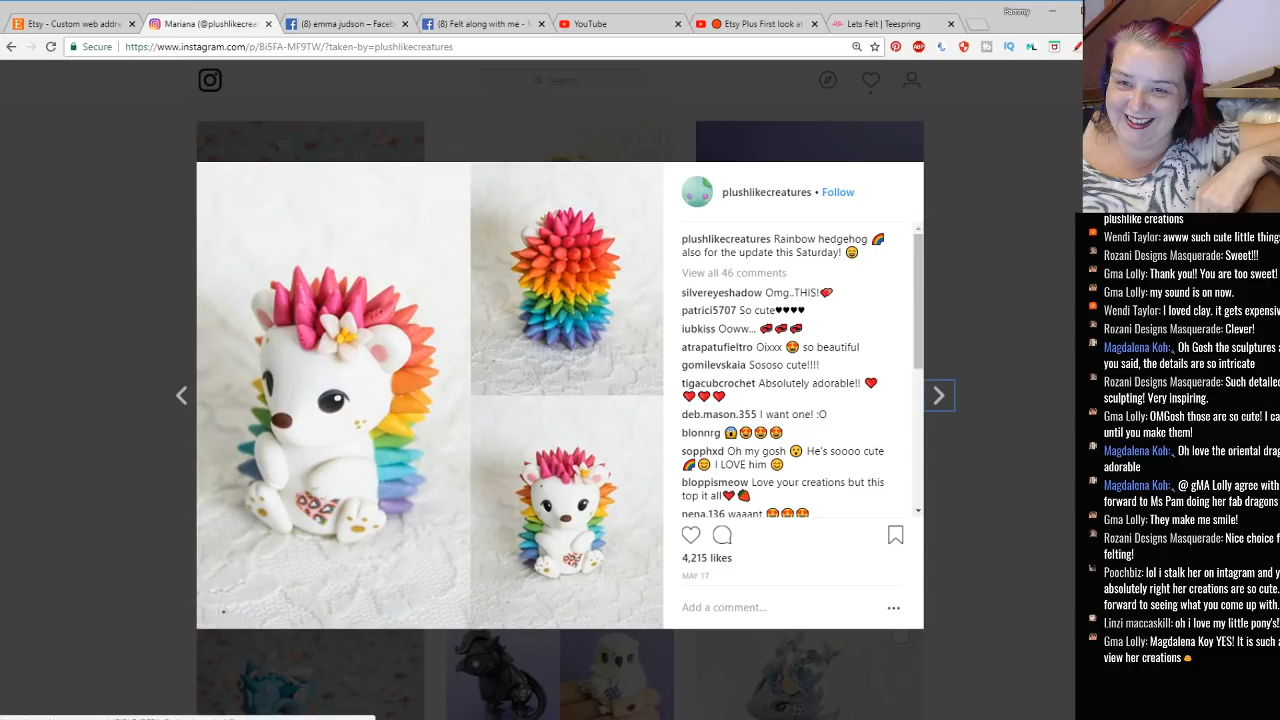 Pammy
Etsy - Custom web addre
Mariana (@plushlikecreat
(8) emma judson – Faceb
(8) Felt along with me -
YouTube
Etsy Plus First look at
Lets Felt | Teespring
Secure
https://www.instagram.com/p/Bi5FA-MF9TW/?taken-by=plushlikecreatures
Search
plushlikecreatures • Follow
plushlikecreatures Rainbow hedgehog 🌈
also for the update this Saturday! 😄
View all 46 comments
silvereyeshadow Omg..THIS!💞
patrici5707 So cute♥♥♥♥
iubkiss Ooww... 💋💋💋
atrapatufieltro Oixxx 😍 so beautiful
gomilevskaia Sososo cute!!!!
tigacubcrochet Absolutely adorable!! ❤
❤❤❤
deb.mason.355 I want one! :O
blonnrg 😱😍😍😍
sopphxd Oh my gosh 😮 He's soooo cute
🌈😊 I LOVE him 😊
bloppismeow Love your creations but this
top it all❤🍓
nena.136 waaant 😍😍😍
4,215 likes
MAY 17
Add a comment...
plushlike creations
Wendi Taylor: awww such cute little thing
Rozani Designs Masquerade: Sweet!!!
Gma Lolly: Thank you!! You are too sweet!
Gma Lolly: my sound is on now.
Wendi Taylor: I loved clay. it gets expensiv
Rozani Designs Masquerade: Clever!
Magdalena Koh: Oh Gosh the sculptures a
you said, the details are so intricate
Rozani Designs Masquerade: Such detailed
sculpting! Very inspiring.
Gma Lolly: OMGosh those are so cute! I ca
until you make them!
Magdalena Koh: Oh love the oriental drag
adorable
Magdalena Koh: @ gMA Lolly agree with
forward to Ms Pam doing her fab dragons
Gma Lolly: They make me smile!
Rozani Designs Masquerade: Nice choice f
felting!
Poochbiz: lol i stalk her on intagram and y
absolutely right her creations are so cute.
forward to seeing what you come up with.
Linzi maccaskill: oh i love my little pony's!
Gma Lolly: Magdalena Koy YES! It is such a
view her creations